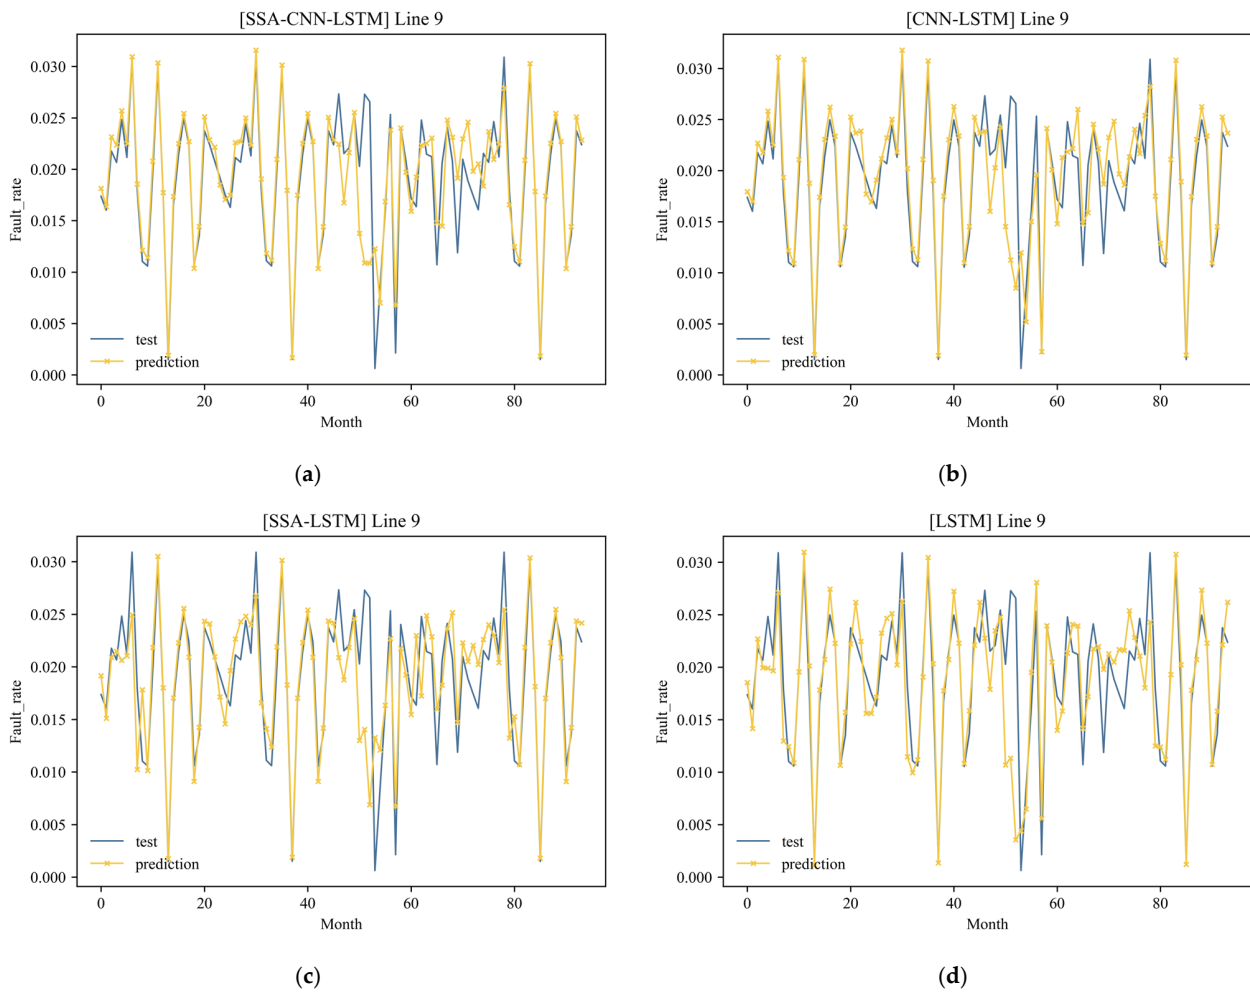 [SSA-CNN-LSTM] Line 9
0.030
0.025
0.020
0.015
0.010
0.005
0.000
Fault_rate
test
prediction
0 20 40 60 80
Month
(a)
[CNN-LSTM] Line 9
0.030
0.025
0.020
0.015
0.010
0.005
0.000
Fault_rate
test
prediction
0 20 40 60 80
Month
(b)
[SSA-LSTM] Line 9
0.030
0.025
0.020
0.015
0.010
0.005
0.000
Fault_rate
test
prediction
0 20 40 60 80
Month
(c)
[LSTM] Line 9
0.030
0.025
0.020
0.015
0.010
0.005
0.000
Fault_rate
test
prediction
0 20 40 60 80
Month
(d)